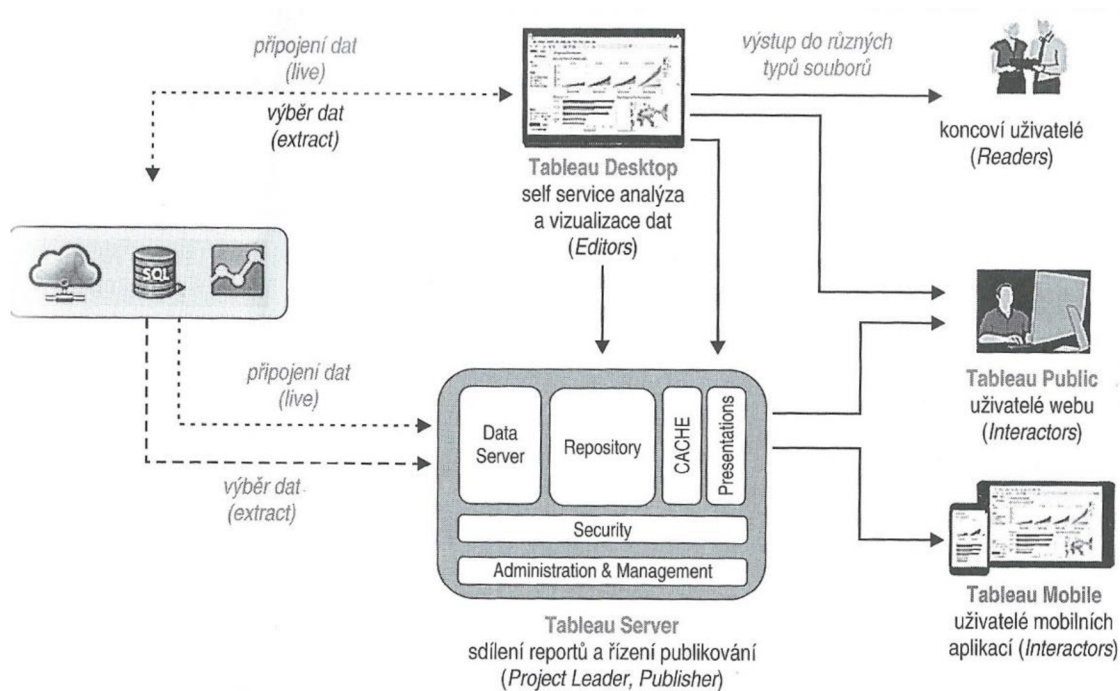 připojení dat
(live)
výběr dat
(extract)
výstup do různých
typů souborů
koncoví uživatelé
(Readers)
Tableau Desktop
self service analýza
a vizualizace dat
(Editors)
SQL
připojení dat
(live)
výběr dat
(extract)
Data
Server
Repository
CACHE
Presentations
Security
Administration & Management
Tableau Server
sdílení reportů a řízení publikování
(Project Leader, Publisher)
Tableau Public
uživatelé webu
(Interactors)
Tableau Mobile
uživatelé mobilních
aplikací (Interactors)